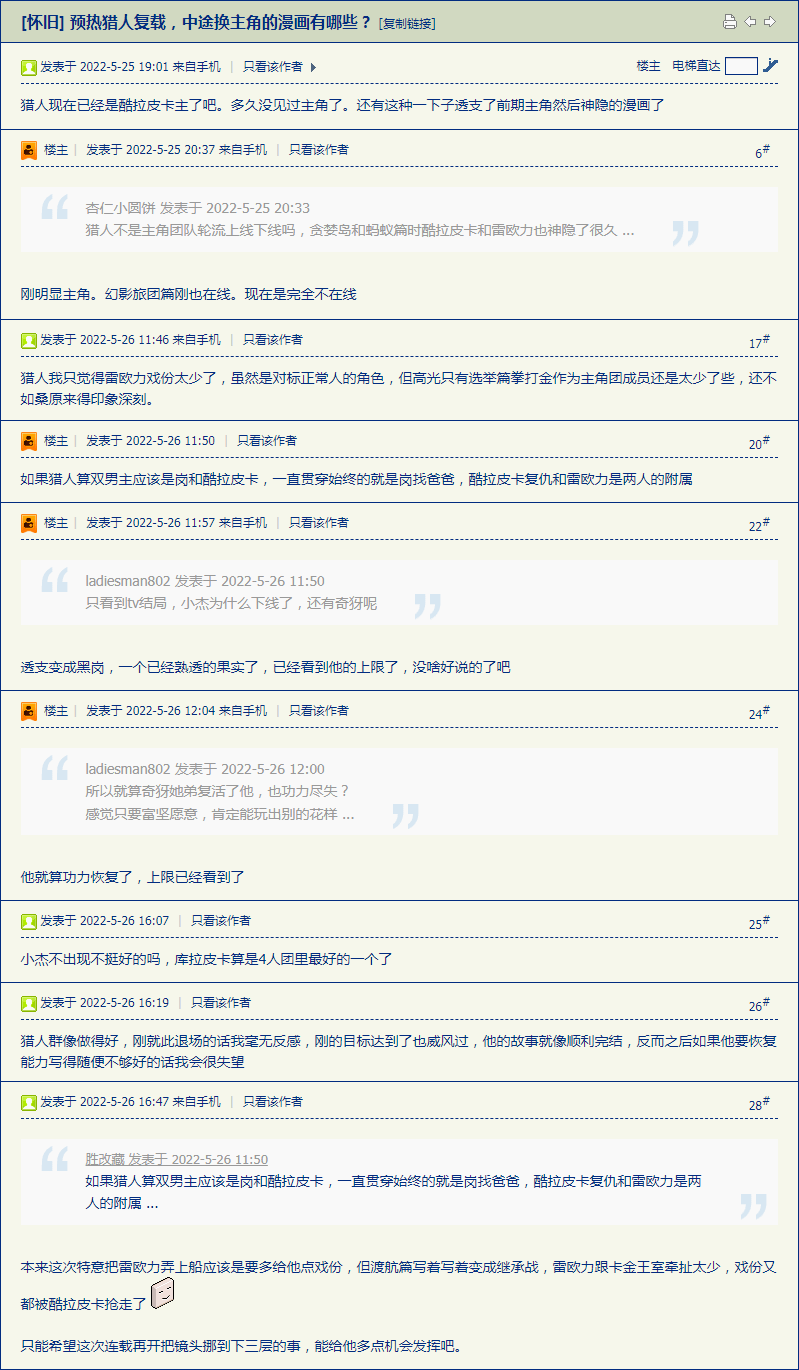 [怀旧] 预热猎人复载，中途换主角的漫画有哪些？ [复制链接]
发表于 2022-5-25 19:01 来自手机 | 只看该作者 楼主 电梯直达
猎人现在已经是酷拉皮卡主了吧。多久没见过主角了。还有这种一下子透支了前期主角然后神隐的漫画了
楼主 | 发表于 2022-5-25 20:37 来自手机 | 只看该作者 6#
杏仁小圆饼 发表于 2022-5-25 20:33
猎人不是主角团队轮流上线下线吗，贪婪岛和蚂蚁篇时酷拉皮卡和雷欧力也神隐了很久 ...
刚明显主角。幻影旅团篇刚也在线。现在是完全不在线
发表于 2022-5-26 11:46 来自手机 | 只看该作者 17#
猎人我只觉得雷欧力戏份太少了，虽然是对标正常人的角色，但高光只有选举篇拳打金作为主角团成员还是太少了些，还不
如桑原来得印象深刻。
楼主 | 发表于 2022-5-26 11:50 | 只看该作者 20#
如果猎人算双男主应该是岗和酷拉皮卡，一直贯穿始终的就是岗找爸爸，酷拉皮卡复仇和雷欧力是两人的附属
楼主 | 发表于 2022-5-26 11:57 来自手机 | 只看该作者 22#
ladiesman802 发表于 2022-5-26 11:50
只看到tv结局，小杰为什么下线了，还有奇犽呢
透支变成黑岗，一个已经熟透的果实了，已经看到他的上限了，没啥好说的了吧
楼主 | 发表于 2022-5-26 12:04 来自手机 | 只看该作者 24#
ladiesman802 发表于 2022-5-26 12:00
所以就算奇犽她弟复活了他，也功力尽失？
感觉只要富坚愿意，肯定能玩出别的花样 ...
他就算功力恢复了，上限已经看到了
发表于 2022-5-26 16:07 | 只看该作者 25#
小杰不出现不挺好的吗，库拉皮卡算是4人团里最好的一个了
发表于 2022-5-26 16:19 | 只看该作者 26#
猎人群像做得好，刚就此退场的话我毫无反感，刚的目标达到了也威风过，他的故事就像顺利完结，反而之后如果他要恢复
能力写得随便不够好的话我会很失望
发表于 2022-5-26 16:47 来自手机 | 只看该作者 28#
胜改藏 发表于 2022-5-26 11:50
如果猎人算双男主应该是岗和酷拉皮卡，一直贯穿始终的就是岗找爸爸，酷拉皮卡复仇和雷欧力是两
人的附属 ...
本来这次特意把雷欧力弄上船应该是要多给他点戏份，但渡航篇写着写着变成继承战，雷欧力跟卡金王室牵扯太少，戏份又
都被酷拉皮卡抢走了
只能希望这次连载再开把镜头挪到下三层的事，能给他多点机会发挥吧。